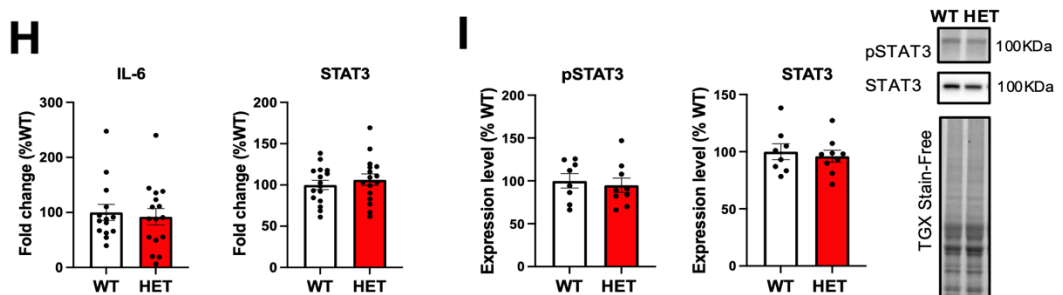 H
IL-6
Fold change (%WT)
300
200
100
0
WT HET
STAT3
Fold change (%WT)
200
150
100
50
0
WT HET
I
pSTAT3
Expression level (% WT)
200
150
100
50
0
WT HET
STAT3
Expression level (% WT)
150
100
50
0
WT HET
WT HET
pSTAT3 100KDa
STAT3 100KDa
TGX Stain-Free